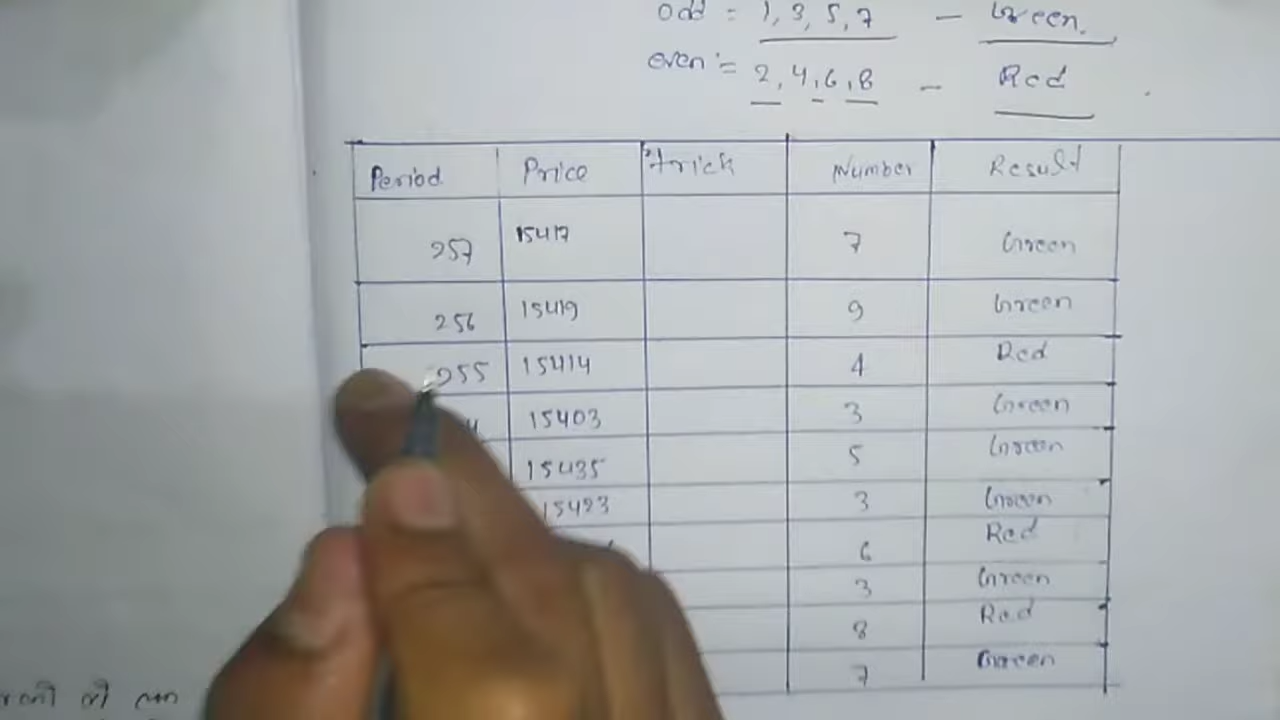 odd = 1, 3, 5, 7 – Green.
even = 2, 4, 6, 8 – Red
Period Price Trick Number Result
257 15417 7 Green
256 15419 9 Green
255 15414 4 Red
15403 3 Green
15435 5 Green
15423 3 Green
6 Red
3 Green
8 Red
7 Green